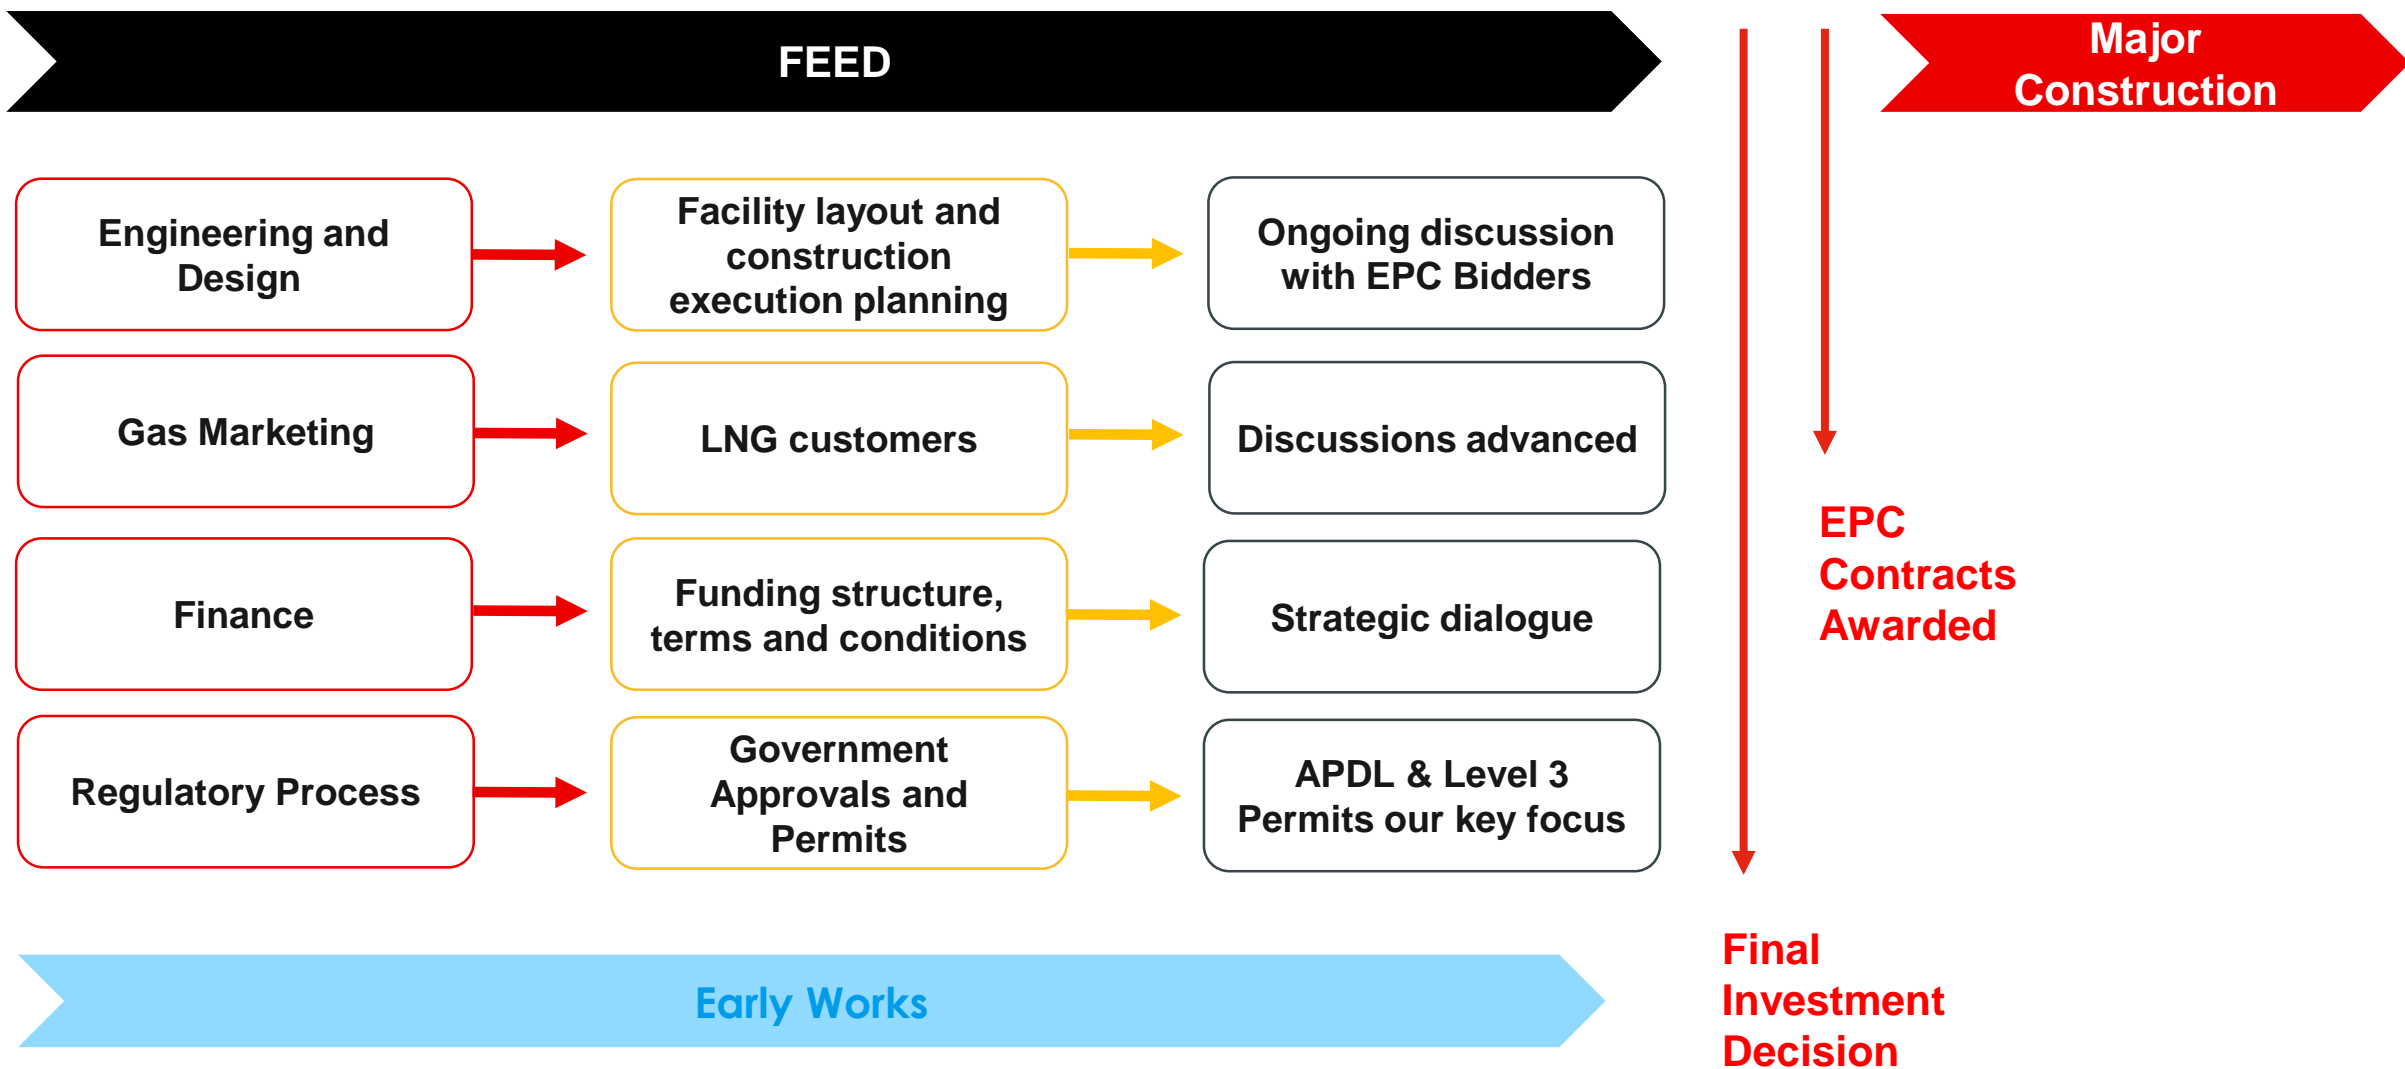 FEED
Major
Construction
Engineering and
Design
Facility layout and
construction
execution planning
Ongoing discussion
with EPC Bidders
Gas Marketing
LNG customers
Discussions advanced
EPC
Contracts
Awarded
Finance
Funding structure,
terms and conditions
Strategic dialogue
Regulatory Process
Government
Approvals and
Permits
APDL & Level 3
Permits our key focus
Early Works
Final
Investment
Decision